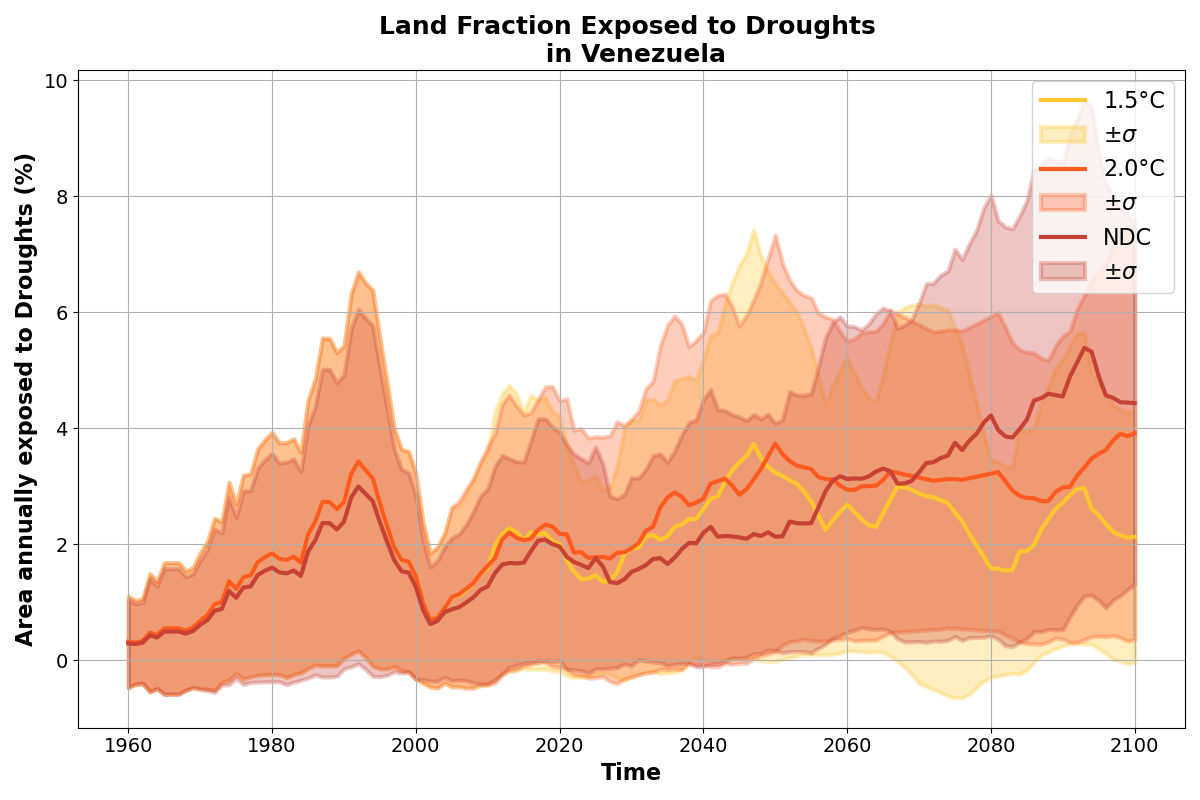 Land Fraction Exposed to Droughts
in Venezuela
Area annually exposed to Droughts (%)
10
8
6
4
2
0
1960
1980
2000
2020
2040
2060
2080
2100
Time
1.5°C
±σ
2.0°C
±σ
NDC
±σ